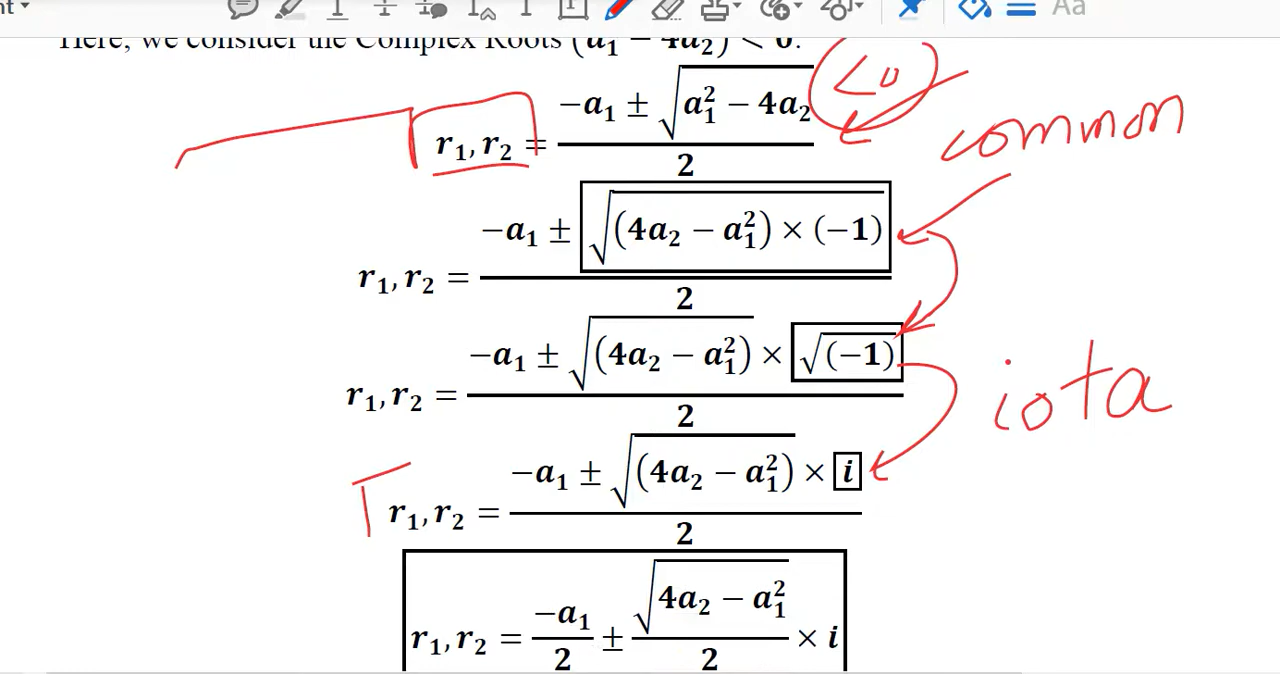 nt Aa
Here, we consider the Complex Roots (a₁² − 4a₂) < 0.
r₁, r₂ = (−a₁ ± √(a₁² − 4a₂)) / 2
<0
common
r₁, r₂ = (−a₁ ± √((4a₂ − a₁²) × (−1))) / 2
r₁, r₂ = (−a₁ ± √(4a₂ − a₁²) × √(−1)) / 2
iota
r₁, r₂ = (−a₁ ± √(4a₂ − a₁²) × i) / 2
r₁, r₂ = −a₁/2 ± √(4a₂ − a₁²)/2 × i